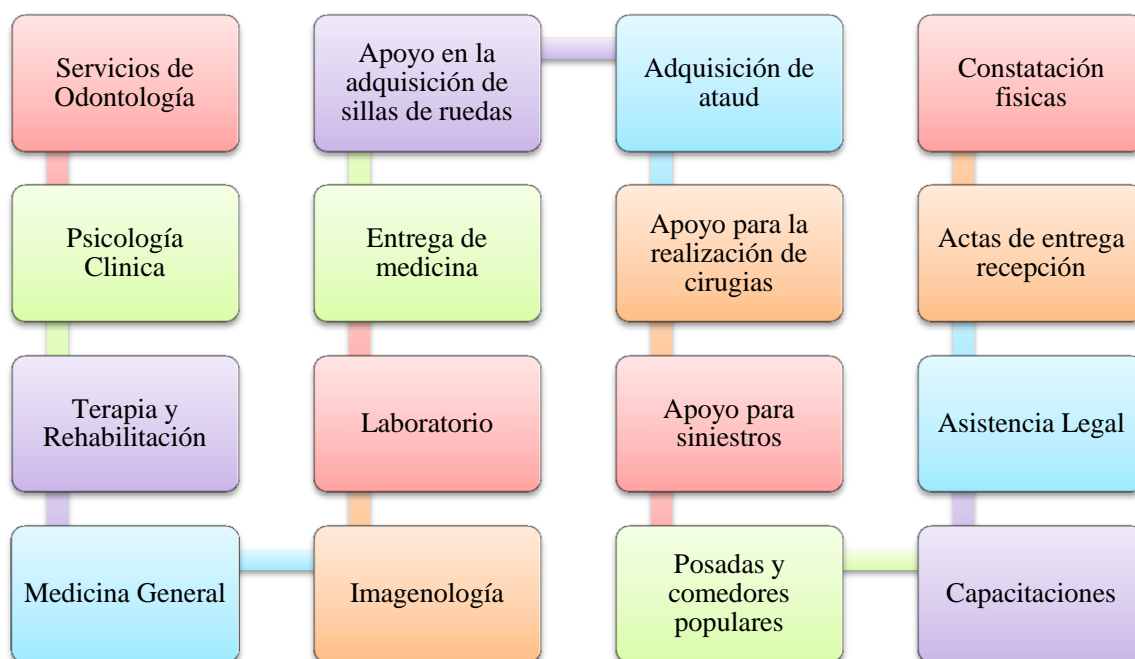 Servicios de
Odontología
Psicología
Clinica
Terapia y
Rehabilitación
Medicina General
Imagenología
Laboratorio
Entrega de
medicina
Apoyo en la
adquisición de
sillas de ruedas
Adquisición de
ataud
Apoyo para la
realización de
cirugias
Apoyo para
siniestros
Posadas y
comedores
populares
Capacitaciones
Asistencia Legal
Actas de entrega
recepción
Constatación
fisicas